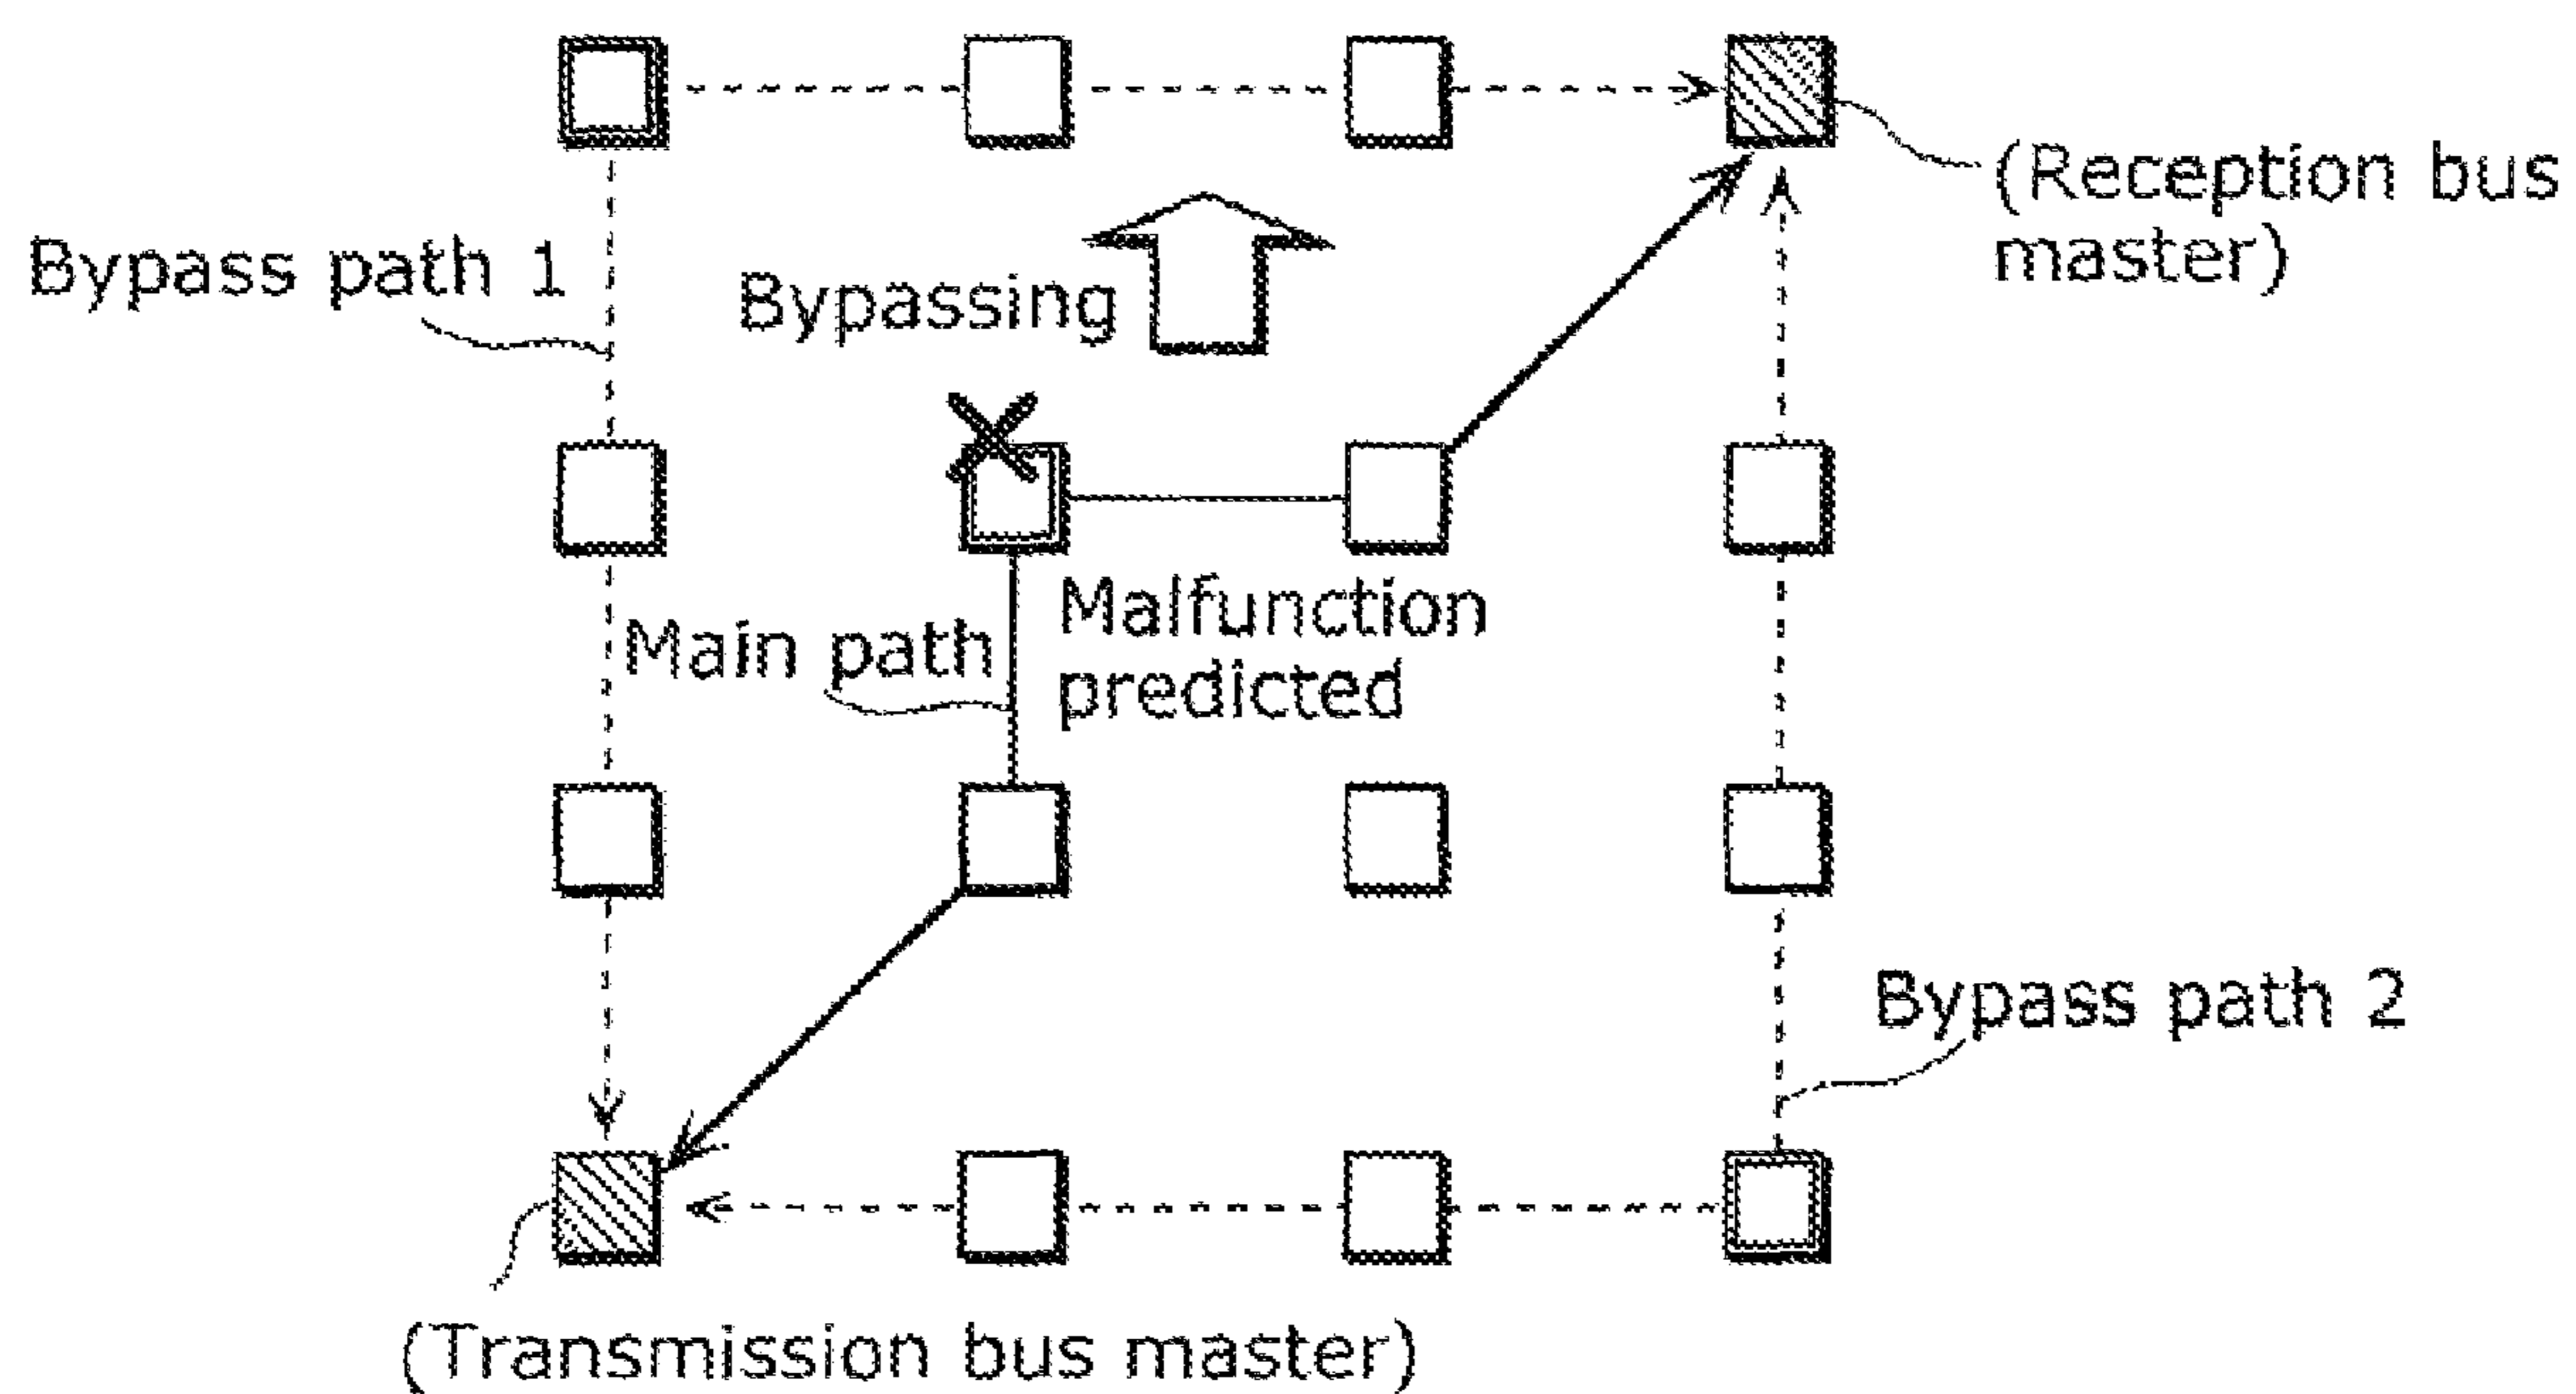 (Reception bus
master)
Bypass path 1
Bypassing
Main path
Malfunction
predicted
Bypass path 2
(Transmission bus master)